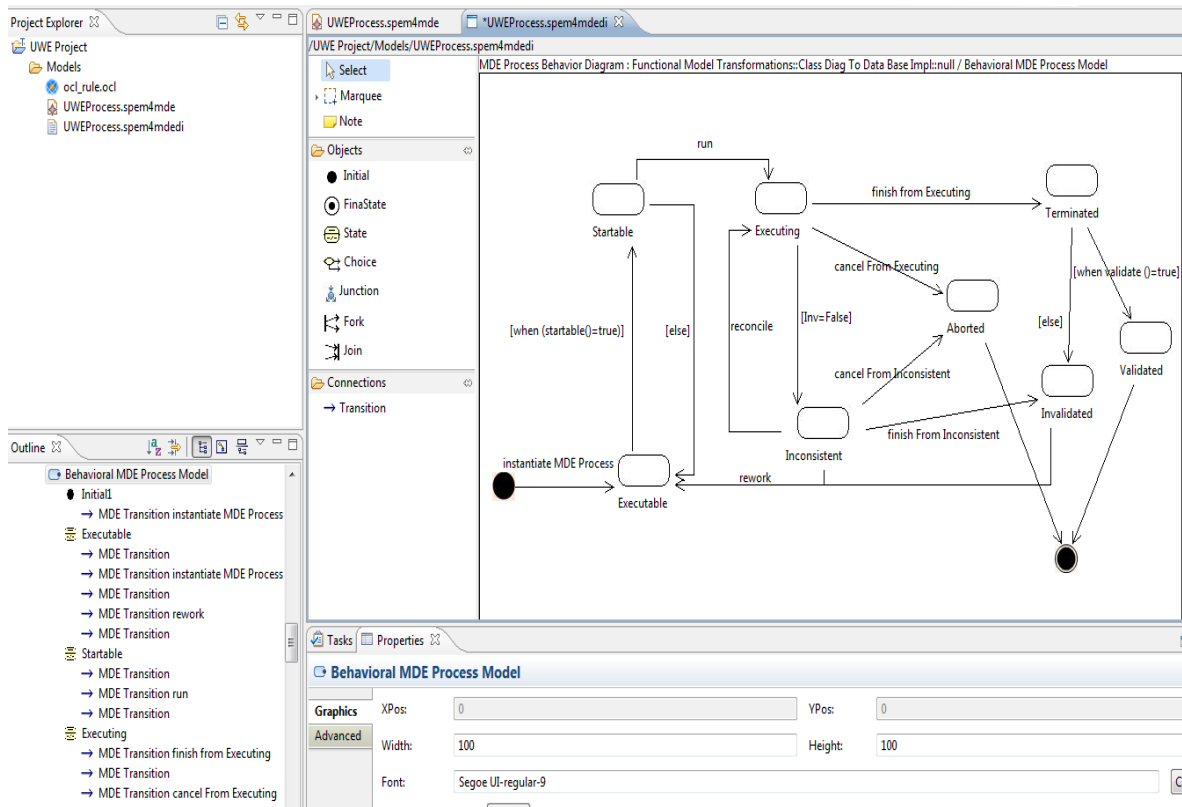 Project Explorer
UWE Project
Models
ocl_rule.ocl
UWEProcess.spem4mde
UWEProcess.spem4mdedi
UWEProcess.spem4mde
*UWEProcess.spem4mdedi
/UWE Project/Models/UWEProcess.spem4mdedi
Select
Marquee
Note
Objects
Initial
FinaState
State
Choice
Junction
Fork
Join
Connections
Transition
MDE Process Behavior Diagram : Functional Model Transformations::Class Diag To Data Base Impl::null / Behavioral MDE Process Model
run
Startable
Executing
finish from Executing
Terminated
cancel From Executing
[when validate ()=true]
[when (startable()=true)]
[else]
reconcile
[Inv=False]
Aborted
[else]
Validated
cancel From Inconsistent
Invalidated
finish From Inconsistent
Inconsistent
instantiate MDE Process
rework
Executable
Outline
Behavioral MDE Process Model
Initial1
MDE Transition instantiate MDE Process
Executable
MDE Transition
MDE Transition instantiate MDE Process
MDE Transition
MDE Transition rework
MDE Transition
Startable
MDE Transition
MDE Transition run
MDE Transition
Executing
MDE Transition finish from Executing
MDE Transition
MDE Transition cancel From Executing
Tasks
Properties
Behavioral MDE Process Model
Graphics
Advanced
XPos:
0
YPos:
0
Width:
100
Height:
100
Font:
Segoe UI-regular-9
C